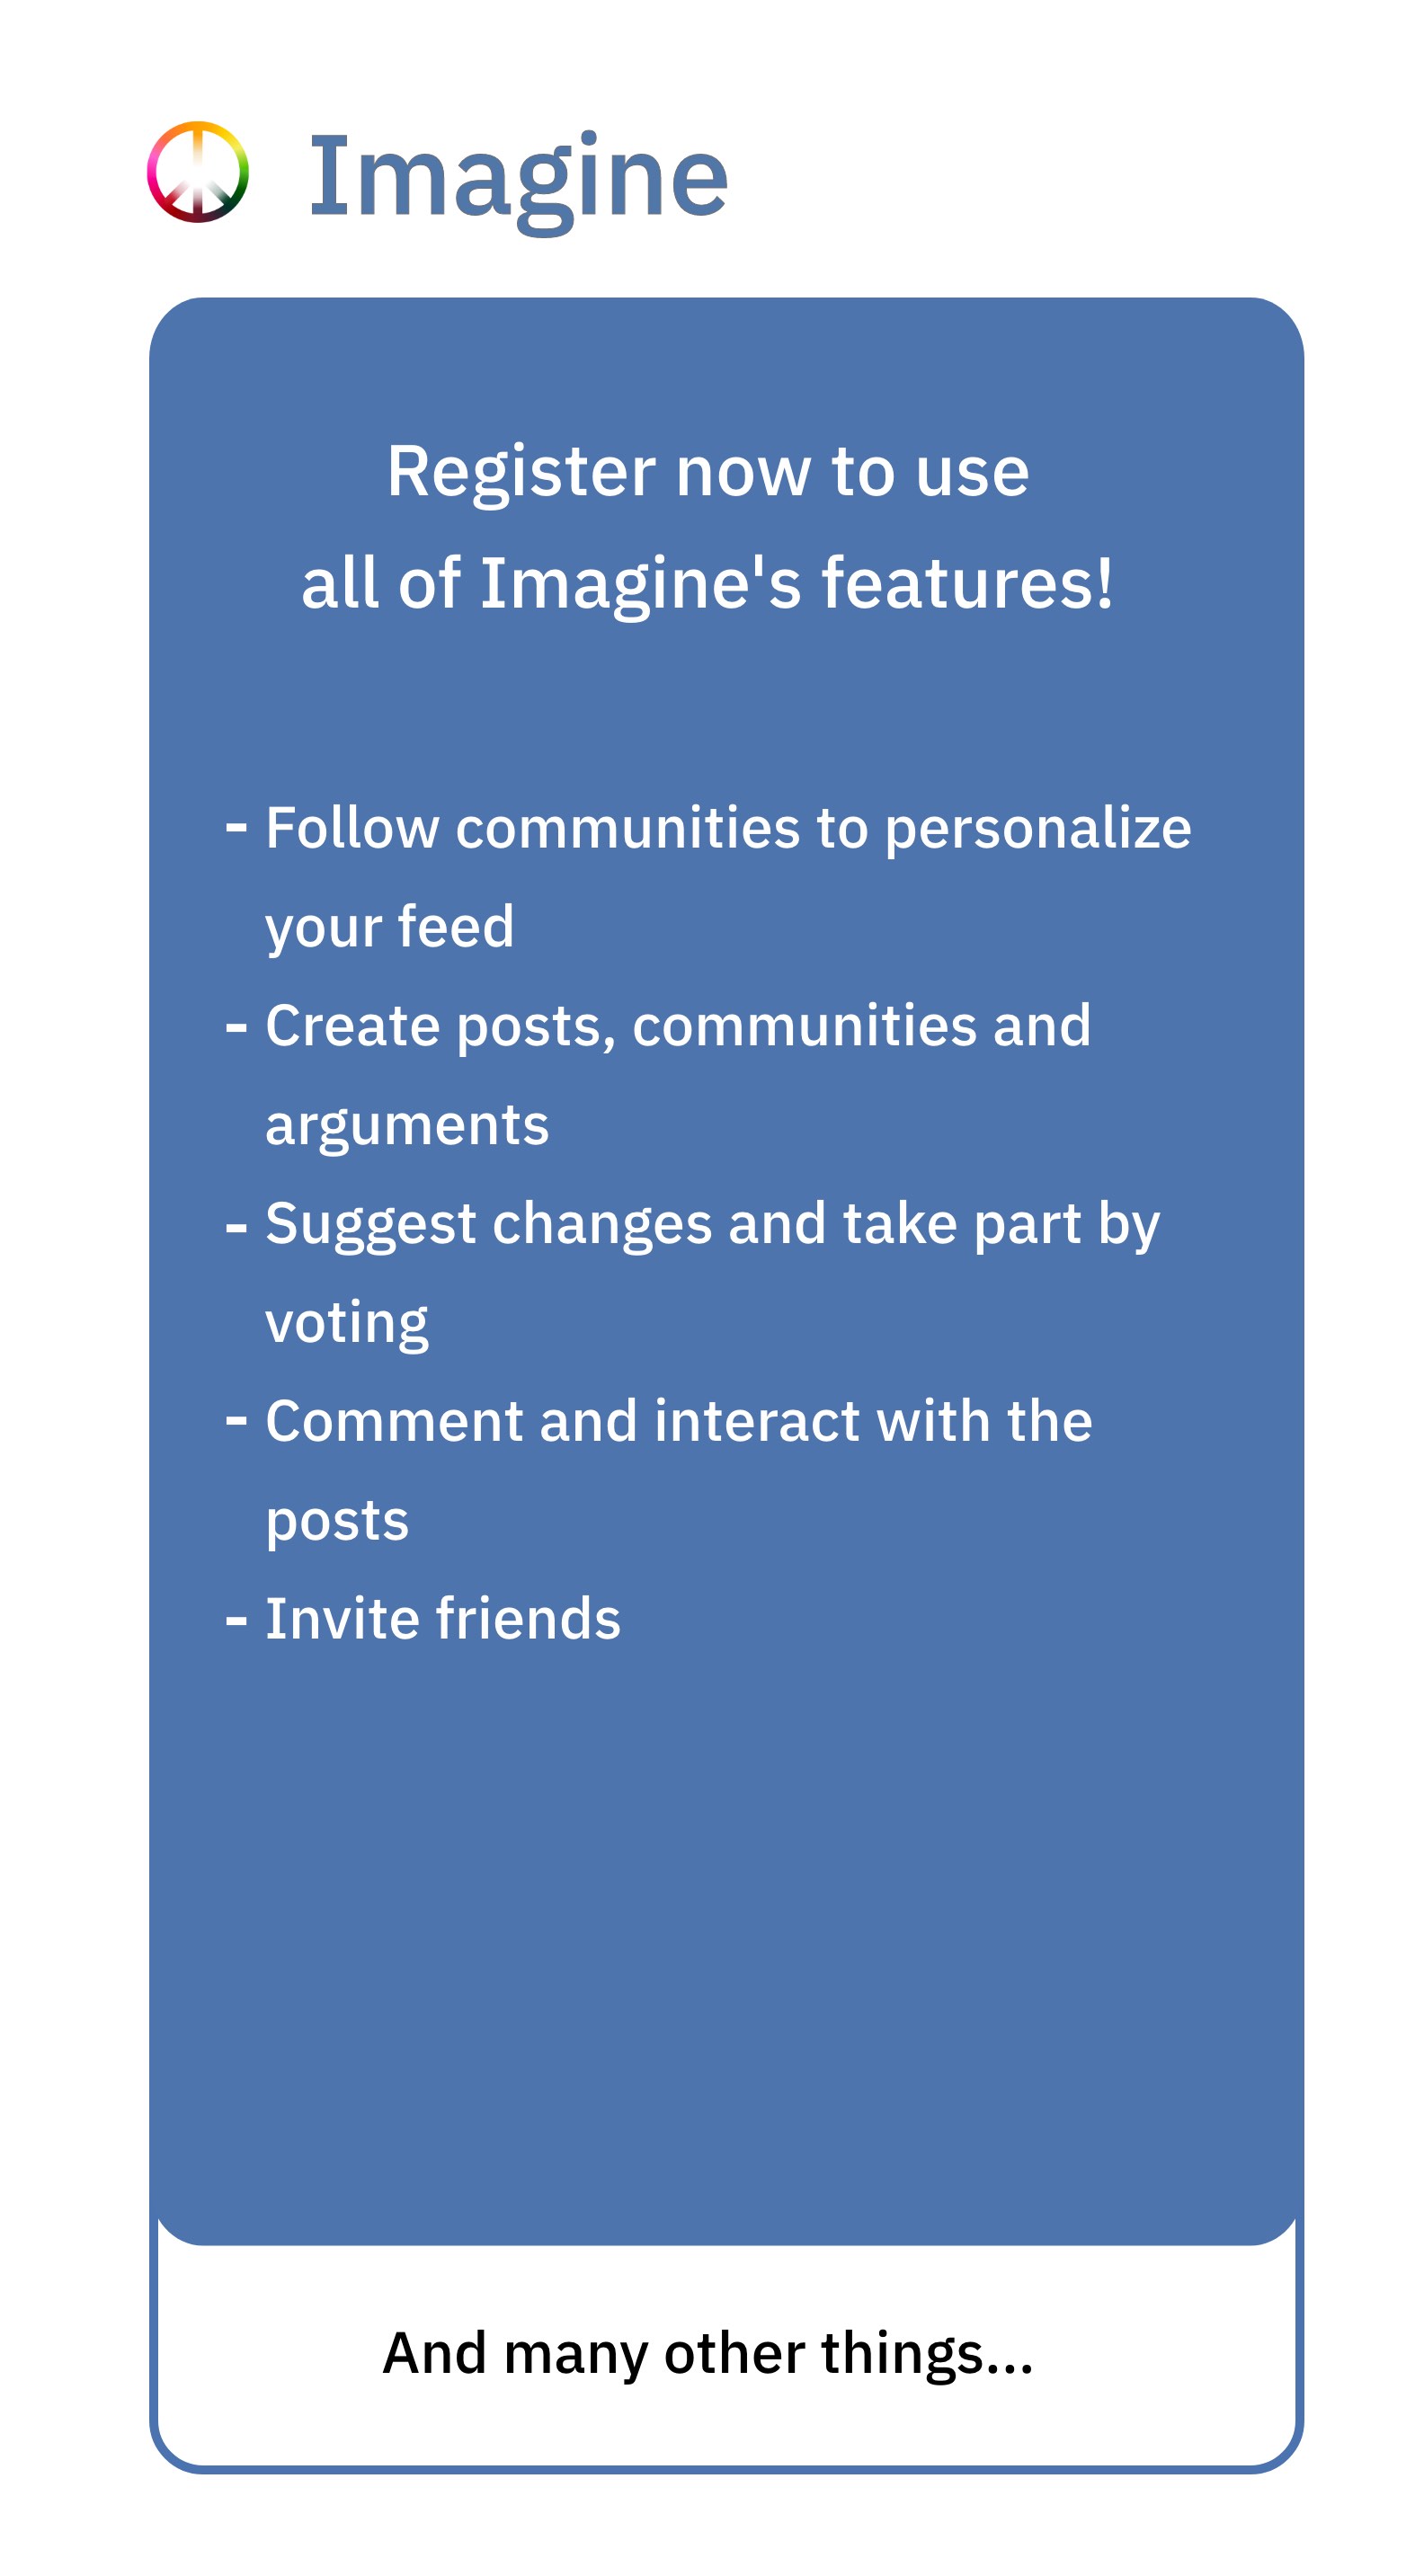 Imagine
Register now to use
all of Imagine's features!
- Follow communities to personalize
your feed
- Create posts, communities and
arguments
- Suggest changes and take part by
voting
- Comment and interact with the
posts
- Invite friends
And many other things...